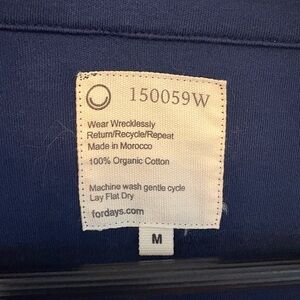 150059W
Wear Wrecklessly
Return/Recycle/Repeat
Made in Morocco
100% Organic Cotton
Machine wash gentle cycle
Lay Flat Dry
fordays.com
M